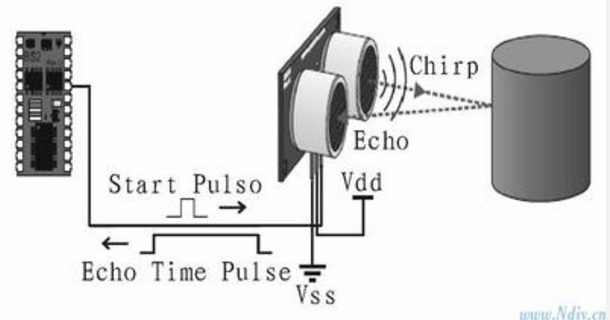 Chirp
Echo
Start Pulso
Vdd
Echo Time Pulse
Vss
www.Ndiy.cn